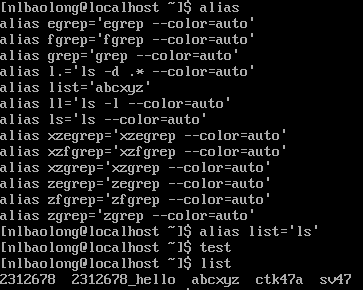 [nlbaolong@localhost ~]$ alias
alias egrep='egrep --color=auto'
alias fgrep='fgrep --color=auto'
alias grep='grep --color=auto'
alias l.='ls -d .* --color=auto'
alias list='abcxyz'
alias ll='ls -l --color=auto'
alias ls='ls --color=auto'
alias xzegrep='xzegrep --color=auto'
alias xzfgrep='xzfgrep --color=auto'
alias xzgrep='xzgrep --color=auto'
alias zegrep='zegrep --color=auto'
alias zfgrep='zfgrep --color=auto'
alias zgrep='zgrep --color=auto'
[nlbaolong@localhost ~]$ alias list='ls'
[nlbaolong@localhost ~]$ test
[nlbaolong@localhost ~]$ list
2312678  2312678_hello  abcxyz  ctk47a  sv47